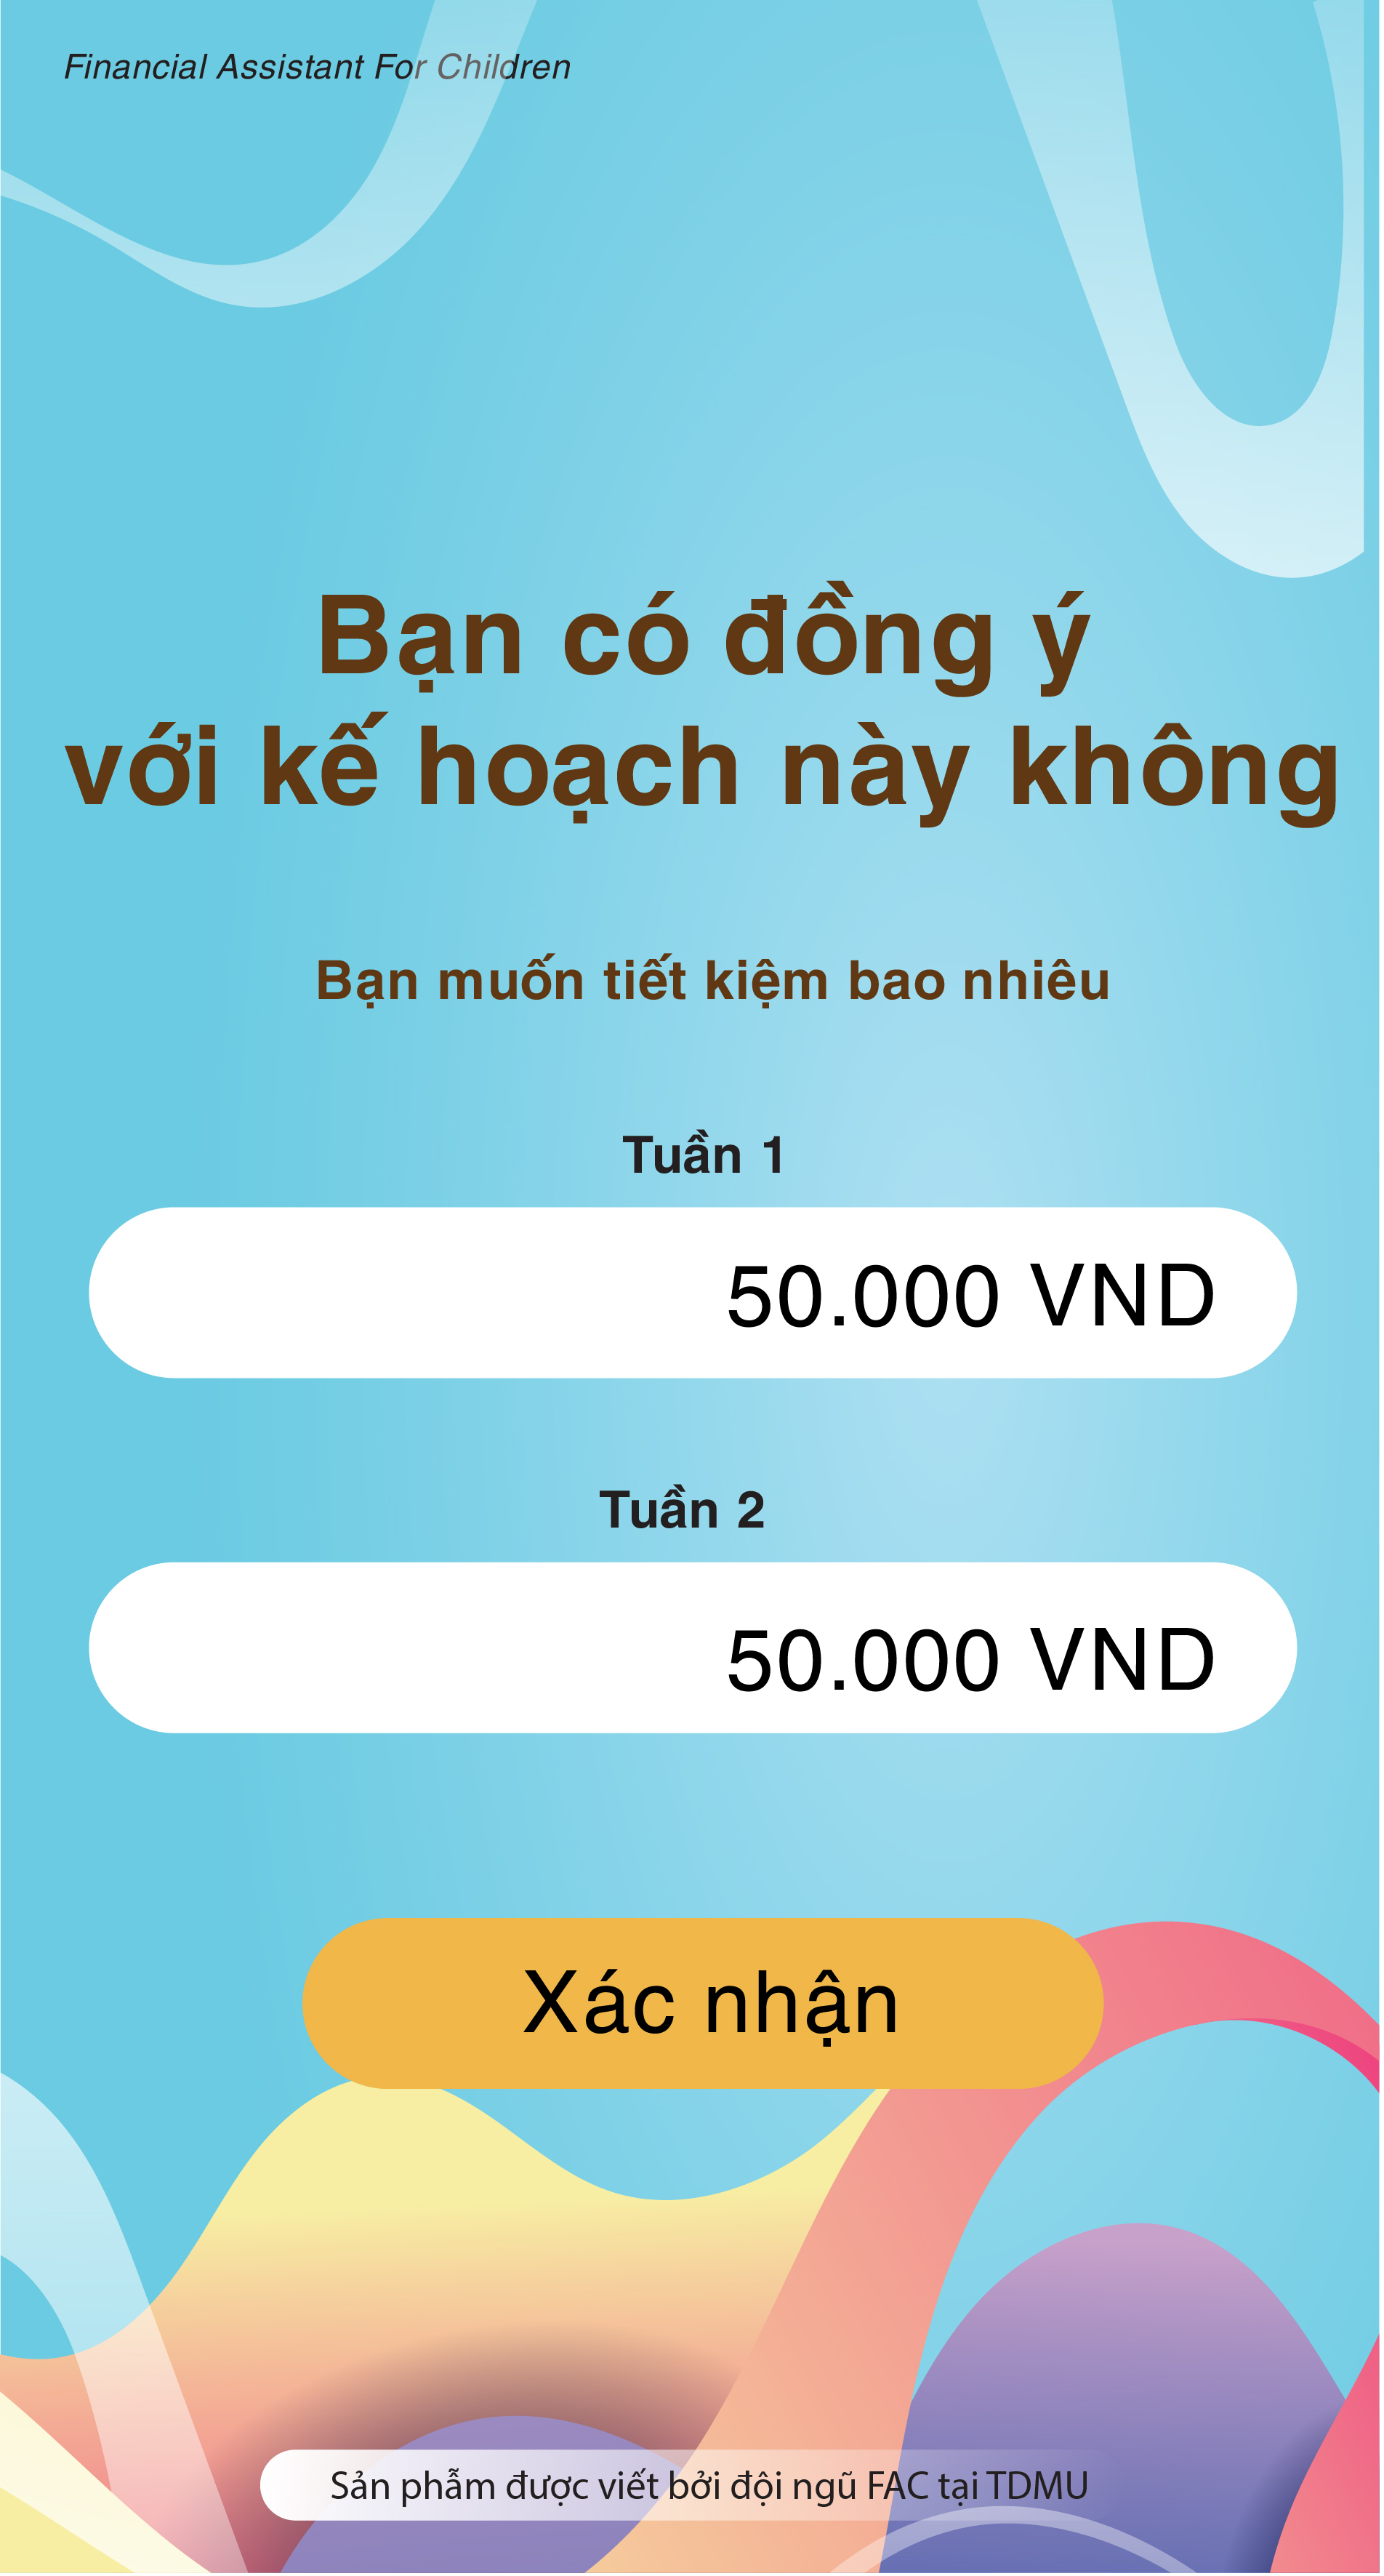 Financial Assistant For Children
Bạn có đồng ý
với kế hoạch này không
Bạn muốn tiết kiệm bao nhiêu
Tuần 1
50.000 VND
Tuần 2
50.000 VND
Xác nhận
Sản phẩm được viết bởi đội ngũ FAC tại TDMU